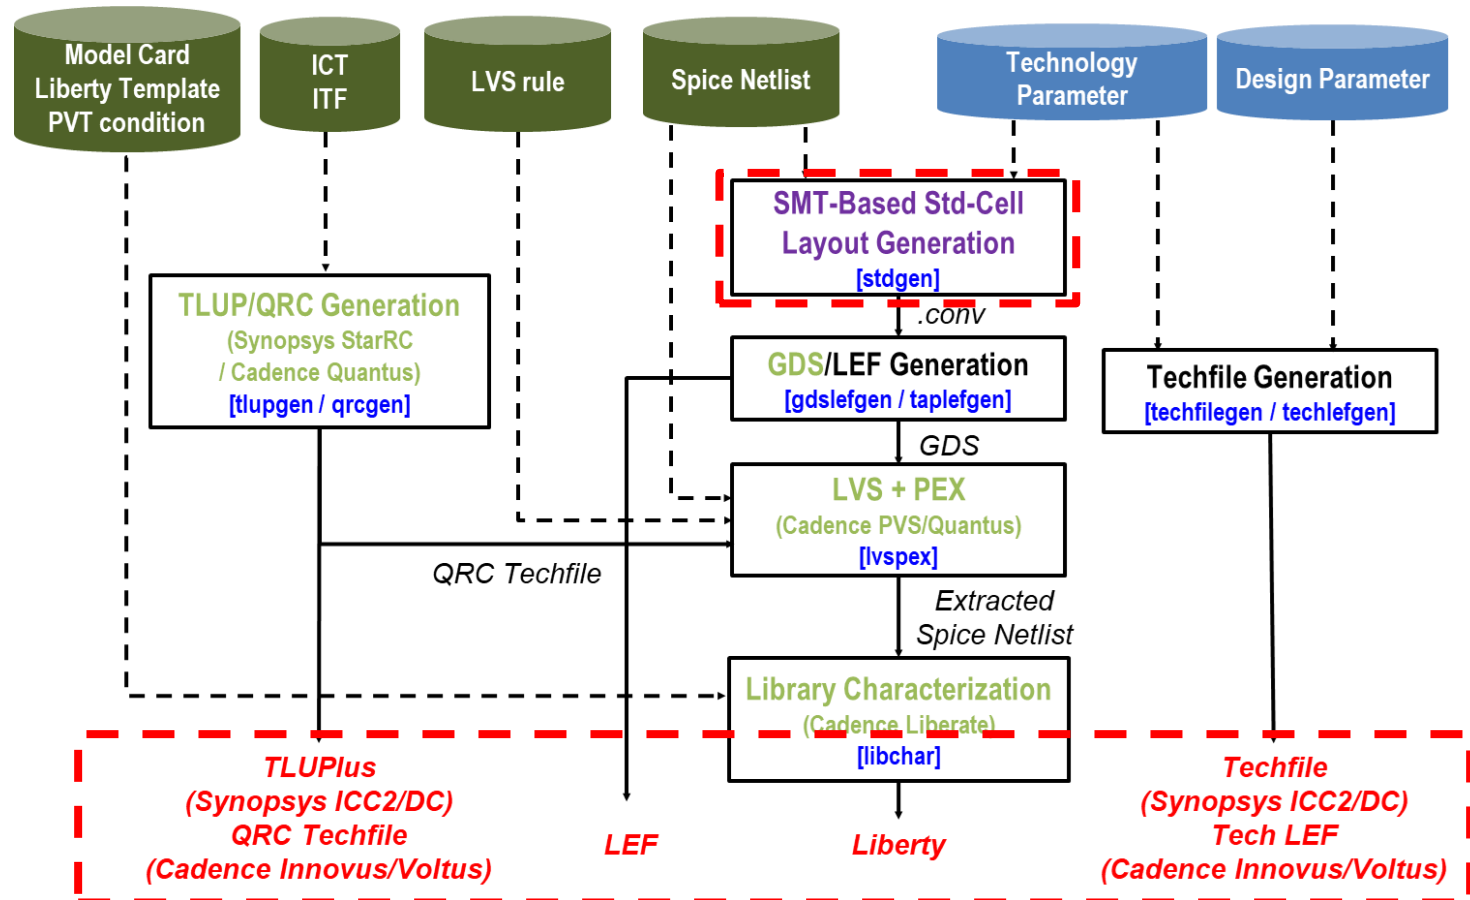 Model Card
Liberty Template
PVT condition
ICT
ITF
LVS rule
Spice Netlist
Technology
Parameter
Design Parameter
SMT-Based Std-Cell
Layout Generation
[stdgen]
.conv
TLUP/QRC Generation
(Synopsys StarRC
/ Cadence Quantus)
[tlupgen / qrcgen]
GDS/LEF Generation
[gdslefgen / taplefgen]
Techfile Generation
[techfilegen / techlefgen]
GDS
LVS + PEX
(Cadence PVS/Quantus)
[lvspex]
QRC Techfile
Extracted
Spice Netlist
Library Characterization
(Cadence Liberate)
[libchar]
TLUPlus
(Synopsys ICC2/DC)
QRC Techfile
(Cadence Innovus/Voltus)
LEF
Liberty
Techfile
(Synopsys ICC2/DC)
Tech LEF
(Cadence Innovus/Voltus)